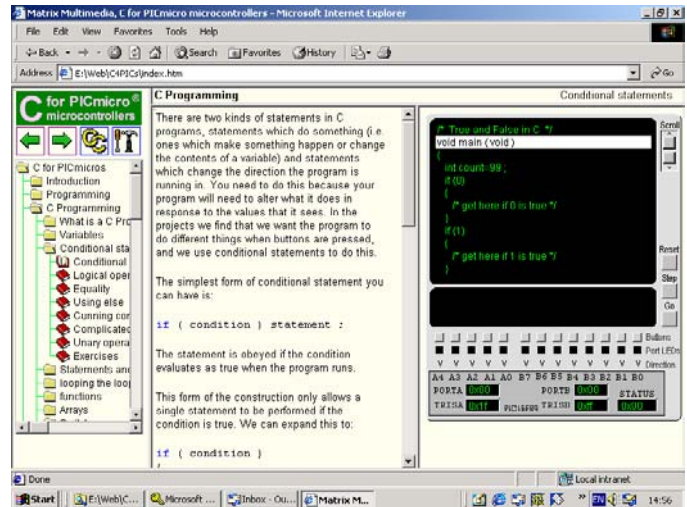 Matrix Multimedia, C for PICmicro microcontrollers - Microsoft Internet Explorer
File Edit View Favorites Tools Help
Back Search Favorites History
Address E:\Web\C4PICs\index.htm Go
C for PICmicro®
microcontrollers
C for PICmicros
Introduction
Programming
C Programming
What is a C Pro
Variables
Conditional sta
Conditional
Logical oper
Equality
Using else
Cunning cor
Complicated
Unary opera
Exercises
Statements and
looping the loop
functions
Arrays
C Programming
There are two kinds of statements in C
programs, statements which do something (i.e.
ones which make something happen or change
the contents of a variable) and statements
which change the direction the program is
running in. You need to do this because your
program will need to alter what it does in
response to the values that it sees. In the
projects we find that we want the program to
do different things when buttons are pressed,
and we use conditional statements to do this.
The simplest form of conditional statement you
can have is:
if ( condition ) statement ;
The statement is obeyed if the condition
evaluates as true when the program runs.
This form of the construction only allows a
single statement to be performed if the
condition is true. We can expand this to:
if ( condition )
Conditional statements
/* True and False in C */
void main ( void )
{
int count=99 ;
if (0)
{
/* get here if 0 is true */
}
if (1)
{
/* get here if 1 is true */
}
Scroll
Reset
Step
Go
Buttons
Port LEDs
V V V V V V V V V V V V V Direction
A4 A3 A2 A1 A0 B7 B6 B5 B4 B3 B2 B1 B0
PORTA 0x00 PORTB 0x00 STATUS
TRISA 0x1f PIC16F84 TRISB 0xff 0x00
Done Local intranet
Start E:\Web\C... Microsoft ... Inbox - Ou... Matrix M... 14:56